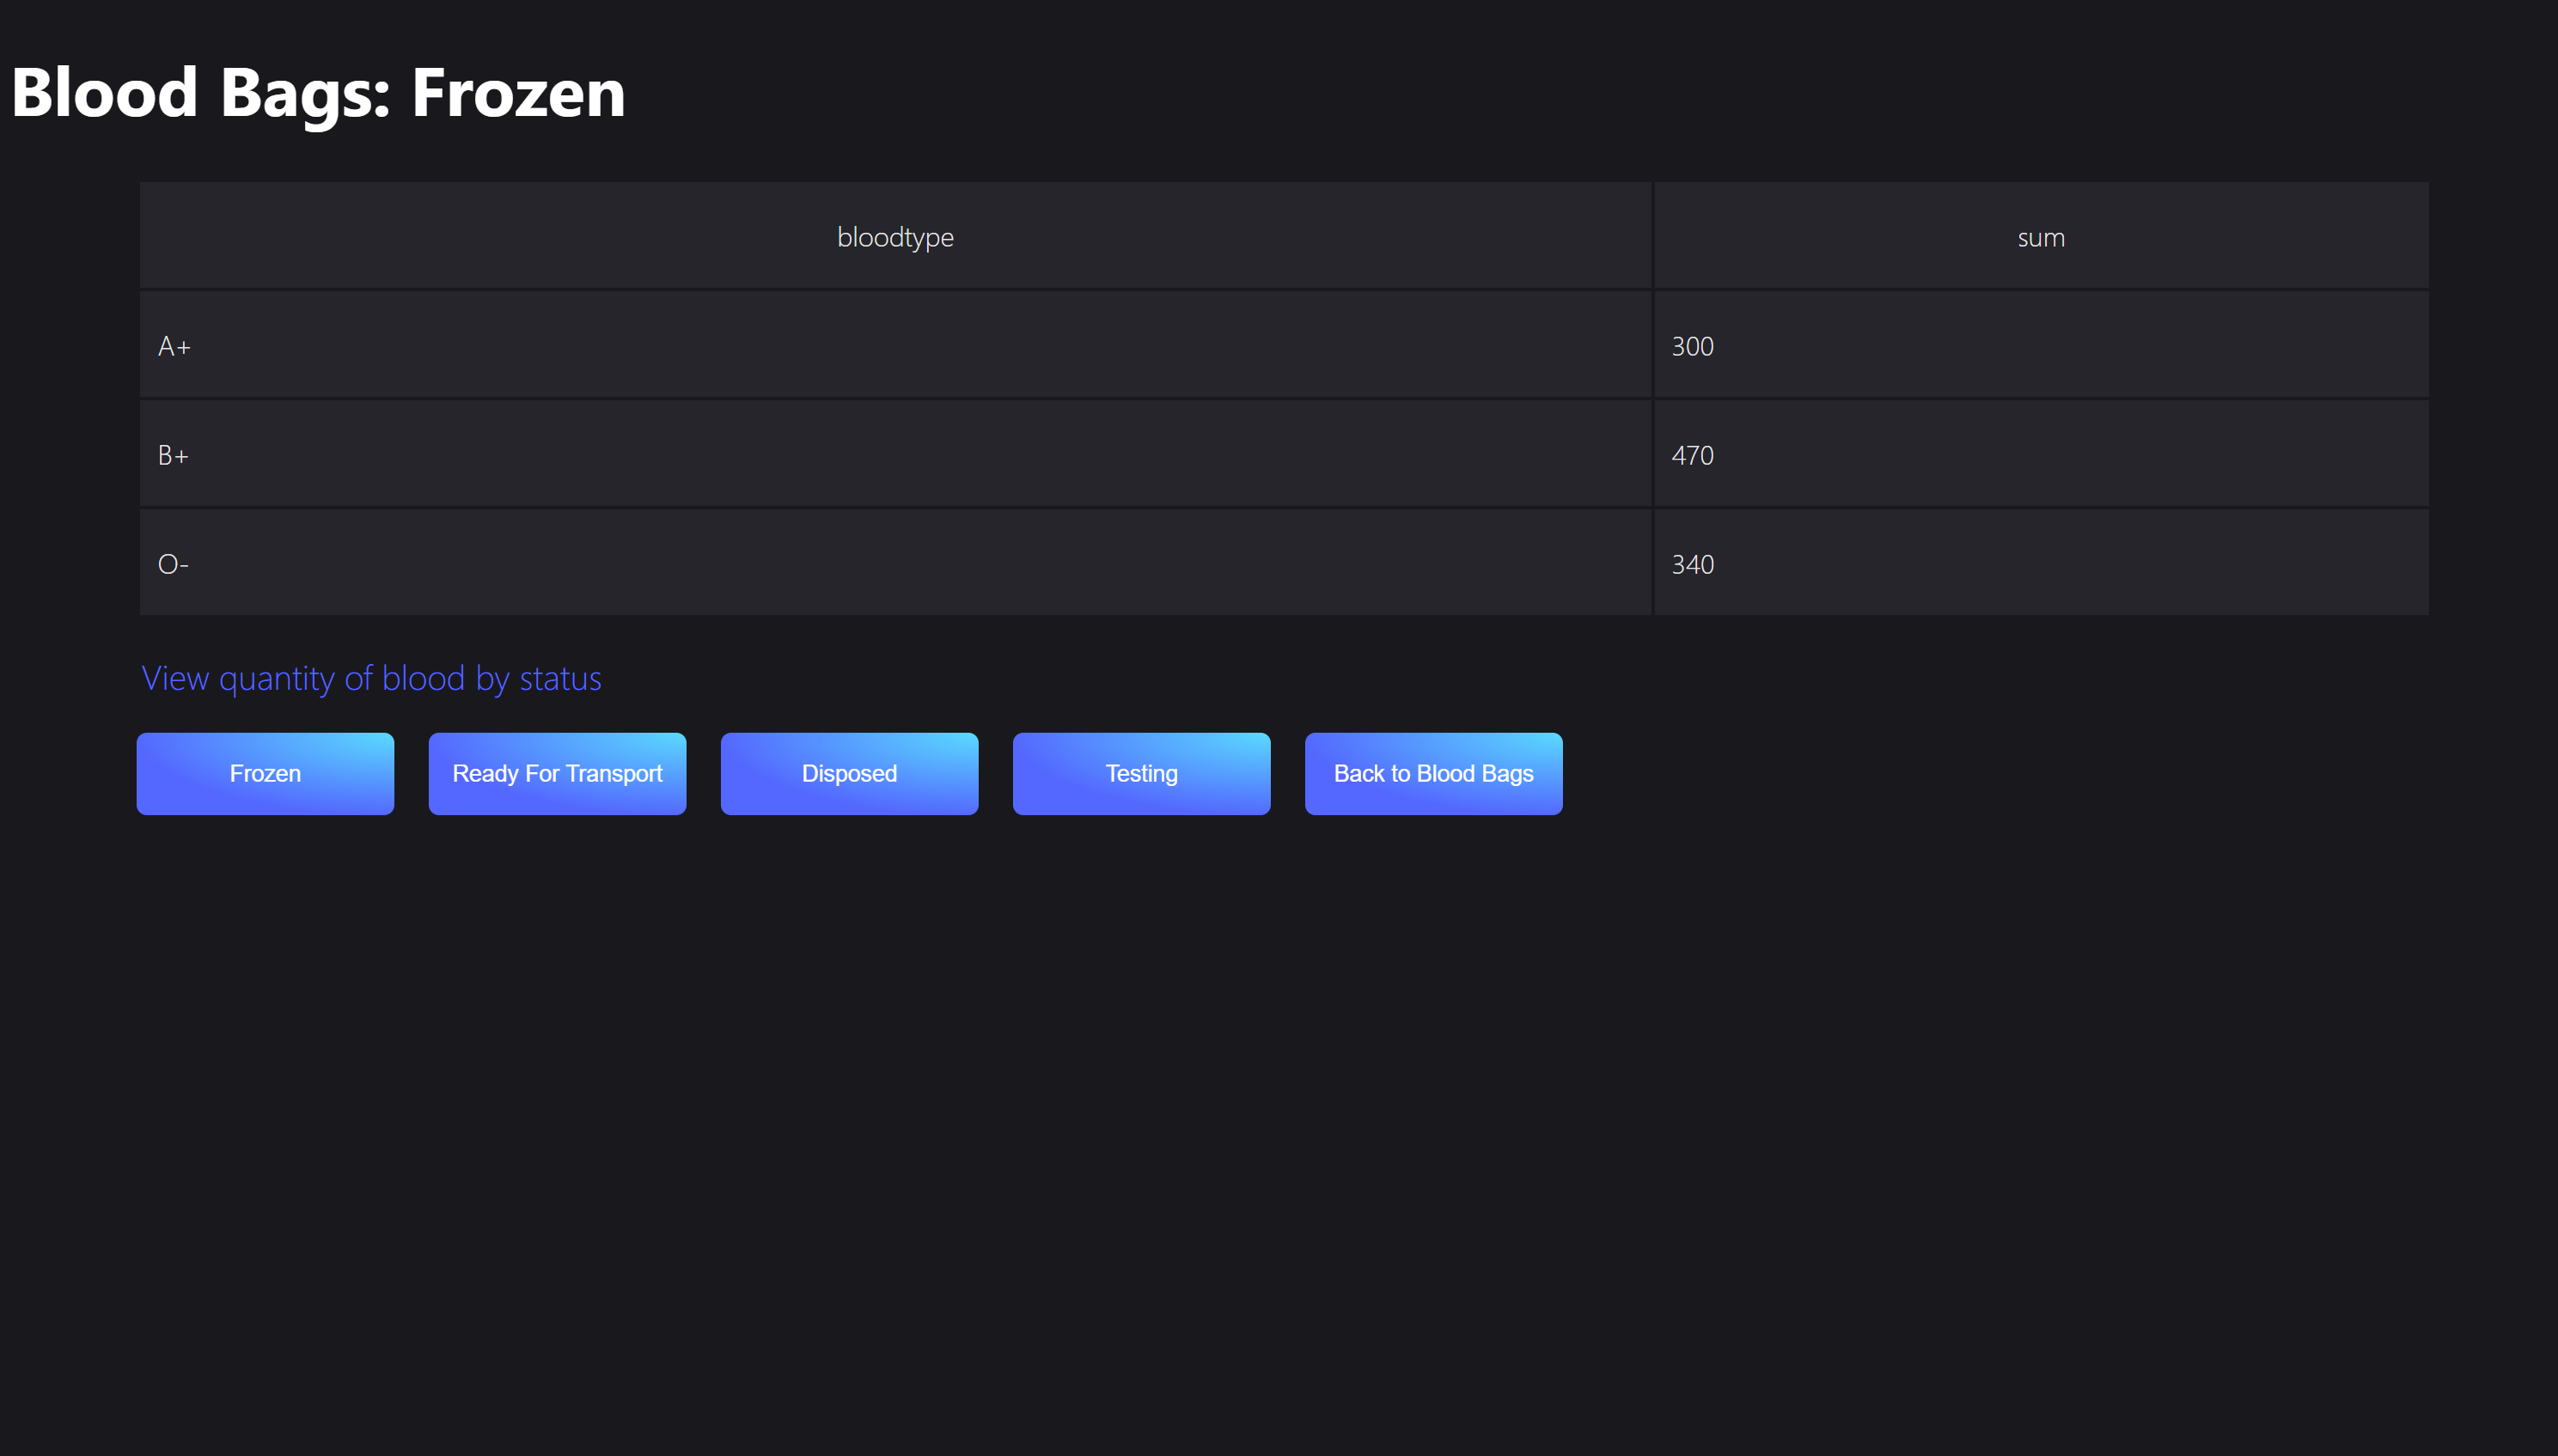 Blood Bags: Frozen
bloodtype sum
A+ 300
B+ 470
O- 340
View quantity of blood by status
Frozen Ready For Transport Disposed Testing Back to Blood Bags